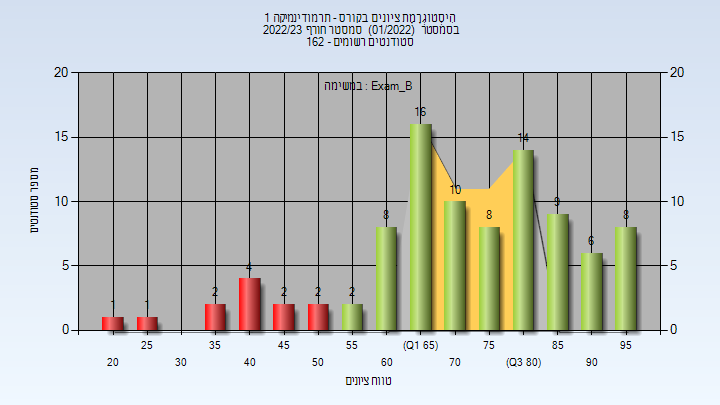 היסטוגרמת ציונים בקורס - תרמודינמיקה 1
בסמסטר (01/2022) סמסטר חורף 2022/23
סטודנטים רשומים - 162
במשימה : Exam_B
מספר סטודנטים
20 20
15 15
10 10
5 5
0 0
1 1 2 4 2 2 2 8 16 10 8 14 9 6 8
25 35 45 55 (Q1 65) 75 85 95
20 30 40 50 60 70 (Q3 80) 90
טווח ציונים